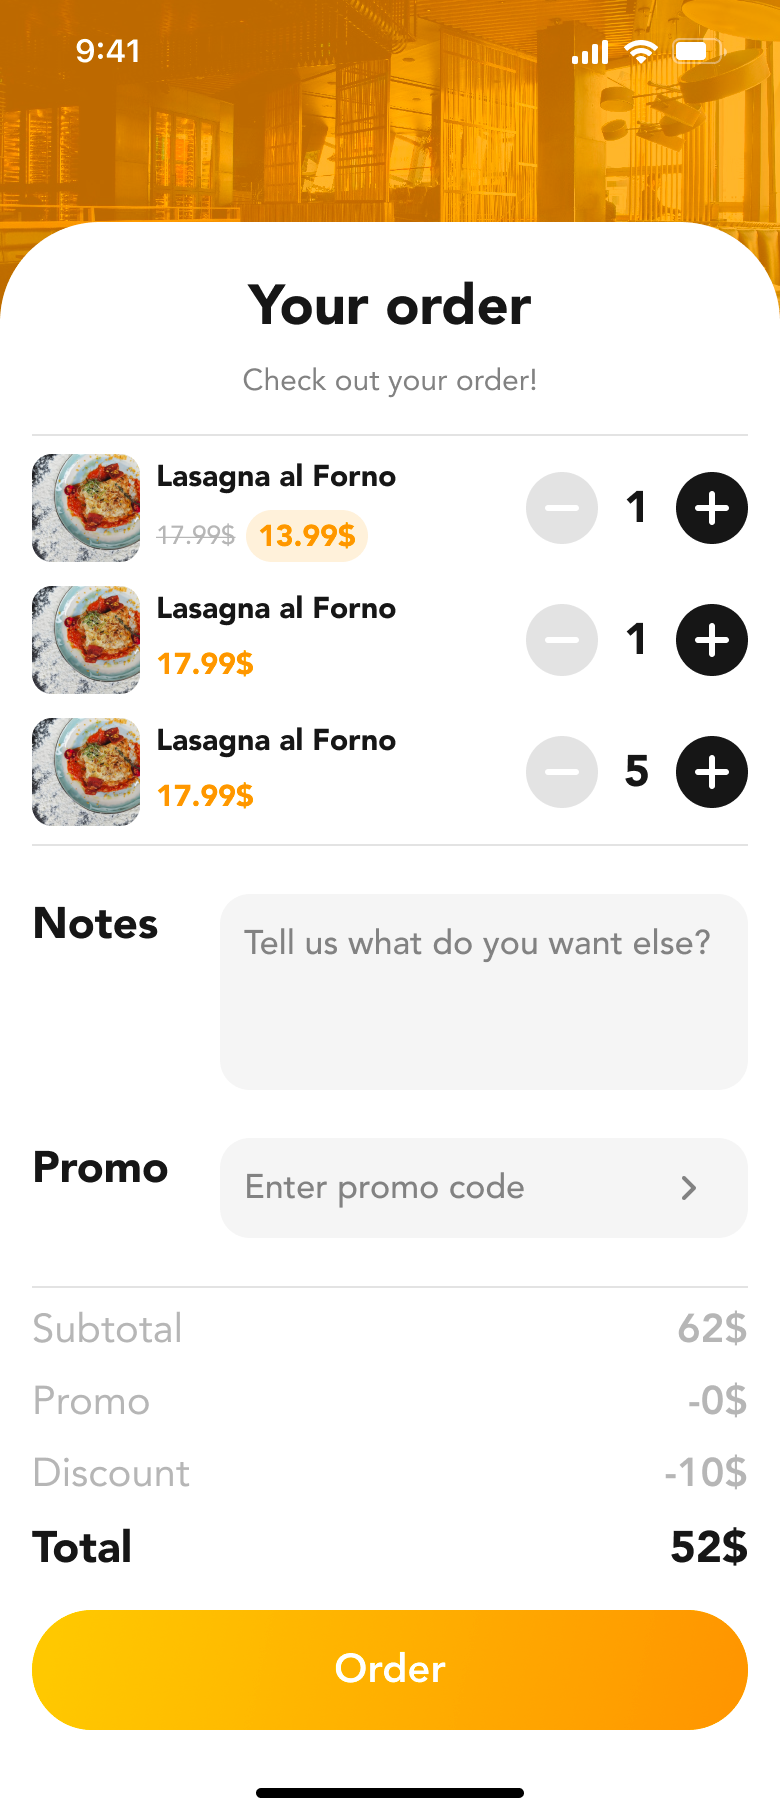 9:41
Your order
Check out your order!
Lasagna al Forno
17.99$ 13.99$
1
Lasagna al Forno
17.99$
1
Lasagna al Forno
17.99$
5
Notes
Tell us what do you want else?
Promo
Enter promo code
Subtotal 62$
Promo -0$
Discount -10$
Total 52$
Order